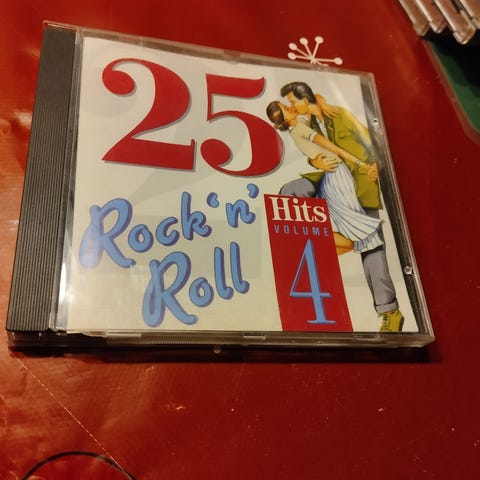 25
Rock 'n'
Roll
Hits
VOLUME
4